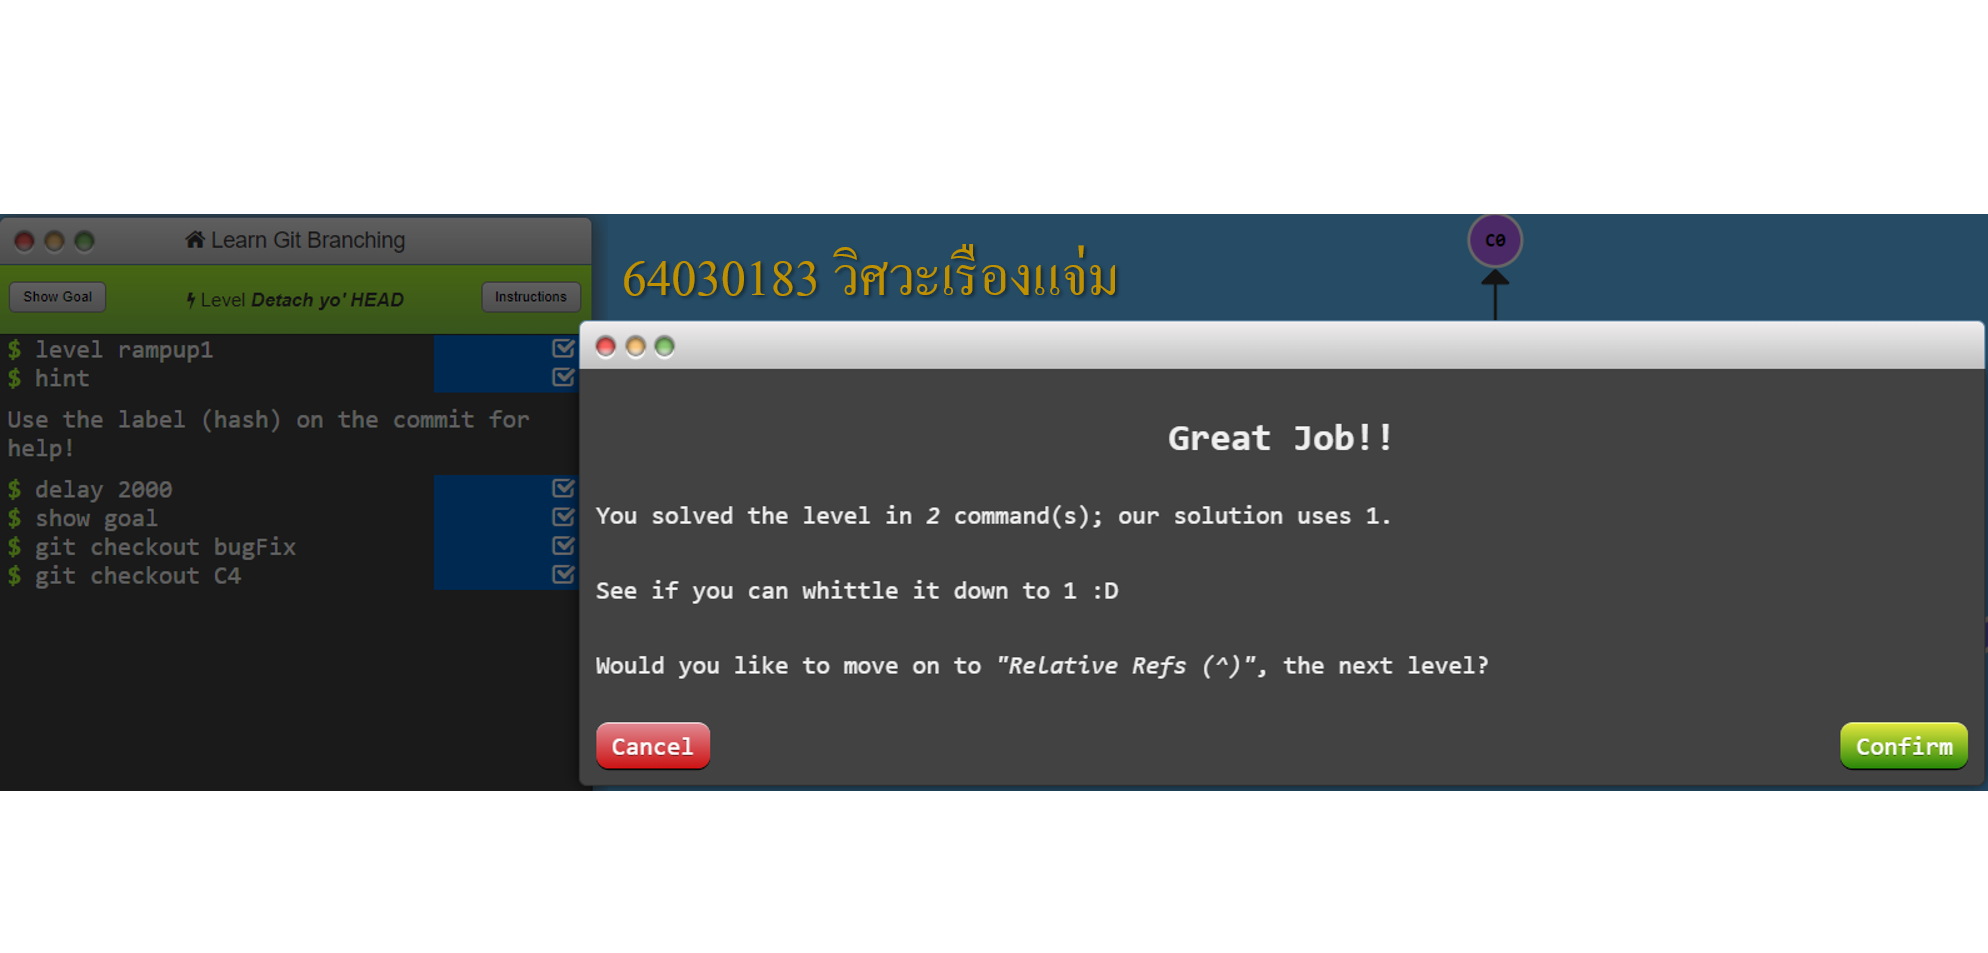 Learn Git Branching
Show Goal
Level Detach yo' HEAD
Instructions
$ level rampup1
$ hint
Use the label (hash) on the commit for
help!
$ delay 2000
$ show goal
$ git checkout bugFix
$ git checkout C4
64030183 วิศวะเรืองแจ่ม
C0
Great Job!!
You solved the level in 2 command(s); our solution uses 1.
See if you can whittle it down to 1 :D
Would you like to move on to "Relative Refs (^)", the next level?
Cancel
Confirm